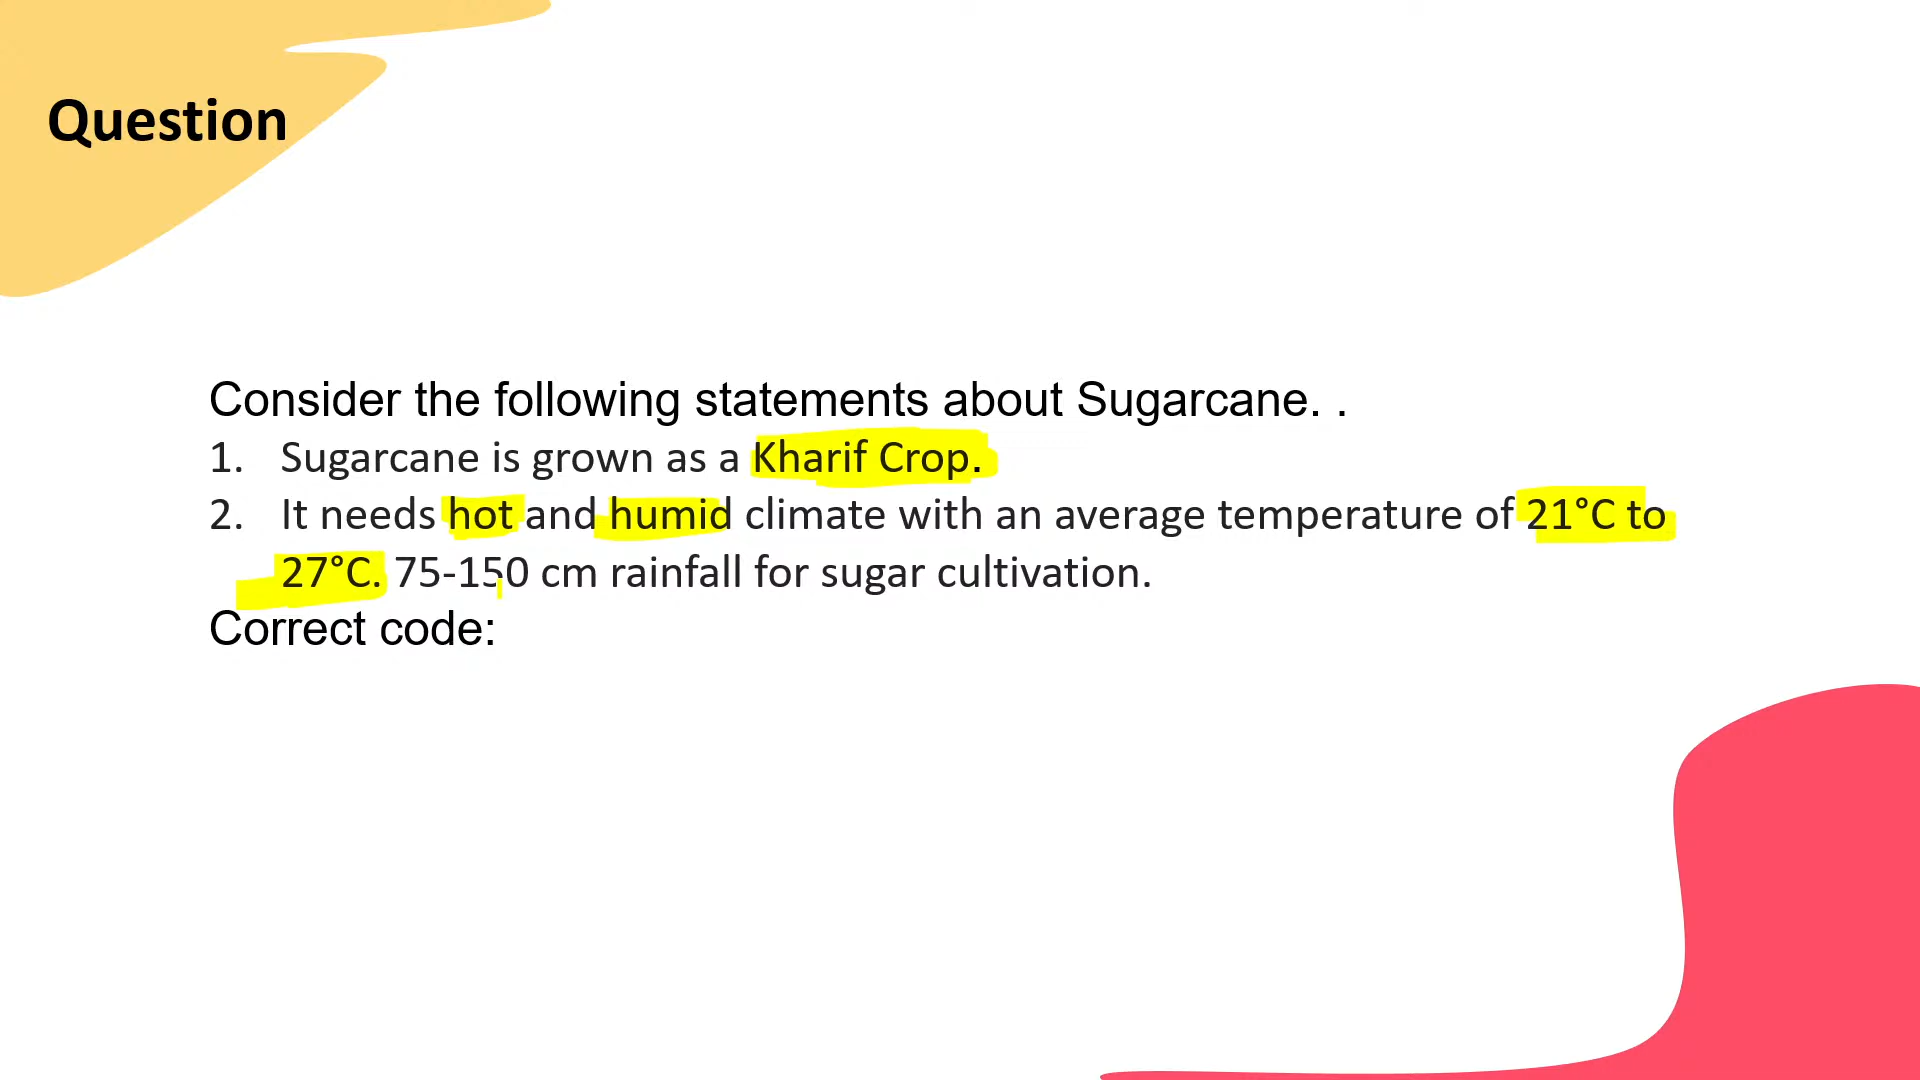 Question
Consider the following statements about Sugarcane. .
1. Sugarcane is grown as a Kharif Crop.
2. It needs hot and humid climate with an average temperature of 21°C to
27°C. 75-150 cm rainfall for sugar cultivation.
Correct code: